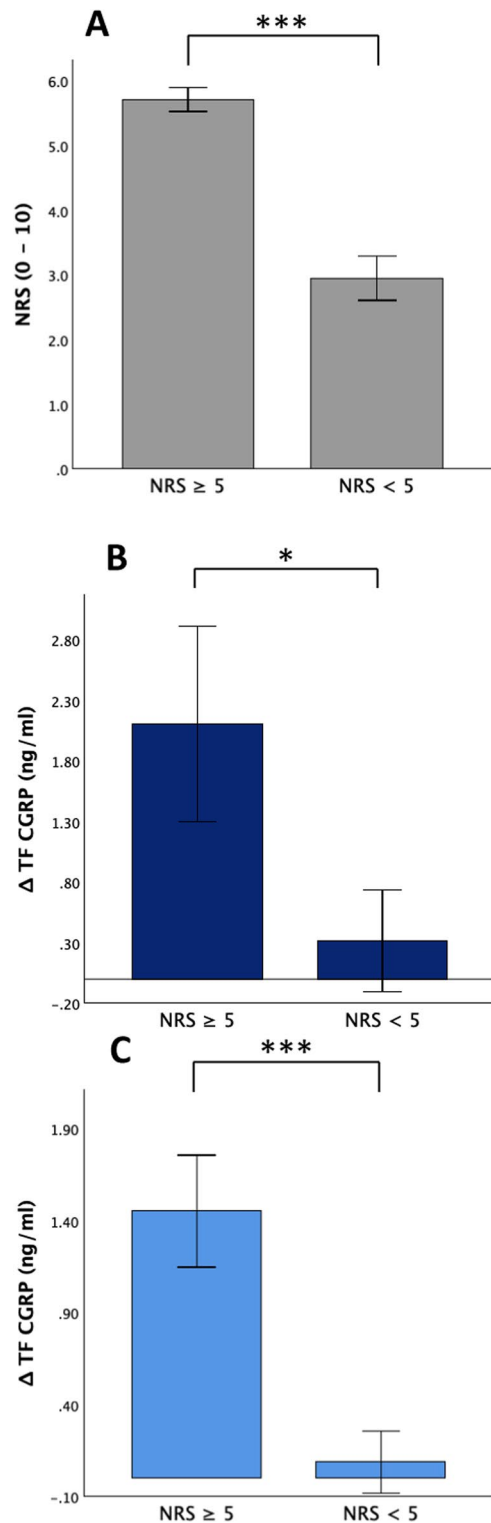 A
***
6.0
5.0
4.0
3.0
2.0
1.0
.0
NRS (0 – 10)
NRS ≥ 5
NRS < 5
B
*
2.80
2.30
1.80
1.30
.80
.30
-.20
Δ TF CGRP (ng/ml)
NRS ≥ 5
NRS < 5
C
***
1.90
1.40
.90
.40
-.10
Δ TF CGRP (ng/ml)
NRS ≥ 5
NRS < 5